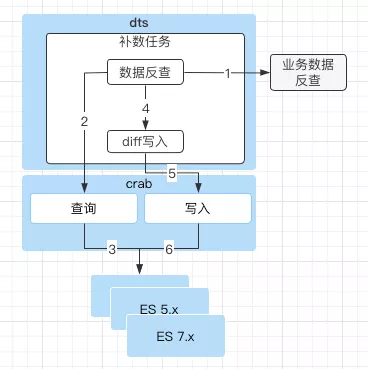 dts
补数任务
数据反查
1
业务数据
反查
2
4
diff写入
5
crab
查询
写入
3
6
ES 5.x
ES 7.x